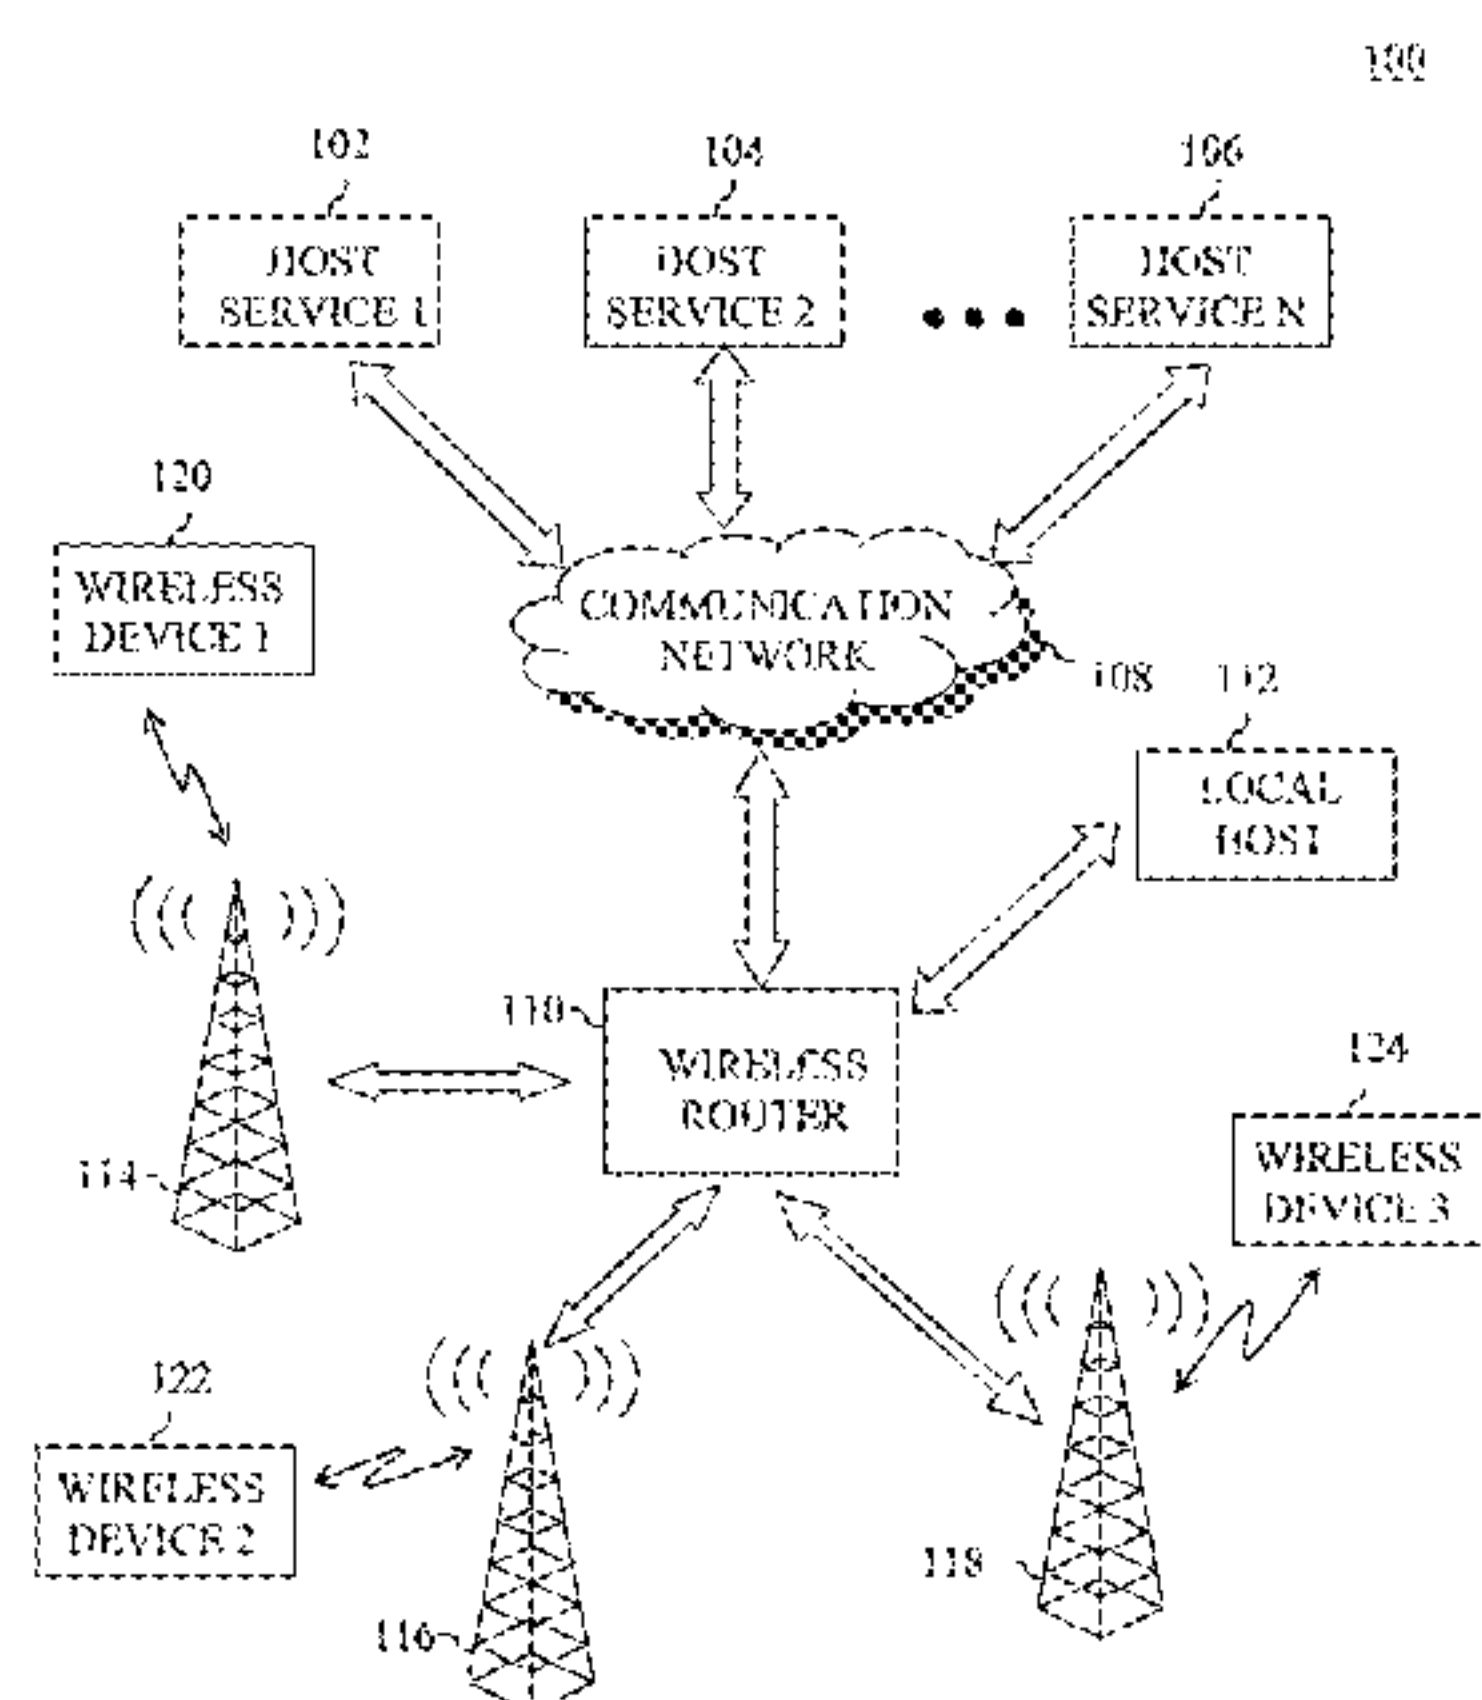 100
102
104
106
HOST
SERVICE 1
HOST
SERVICE 2
HOST
SERVICE N
120
WIRELESS
DEVICE 1
COMMUNICATION
NETWORK
108
112
LOCAL
HOST
110
WIRELESS
ROUTER
114
124
WIRELESS
DEVICE 3
122
WIRELESS
DEVICE 2
116
118